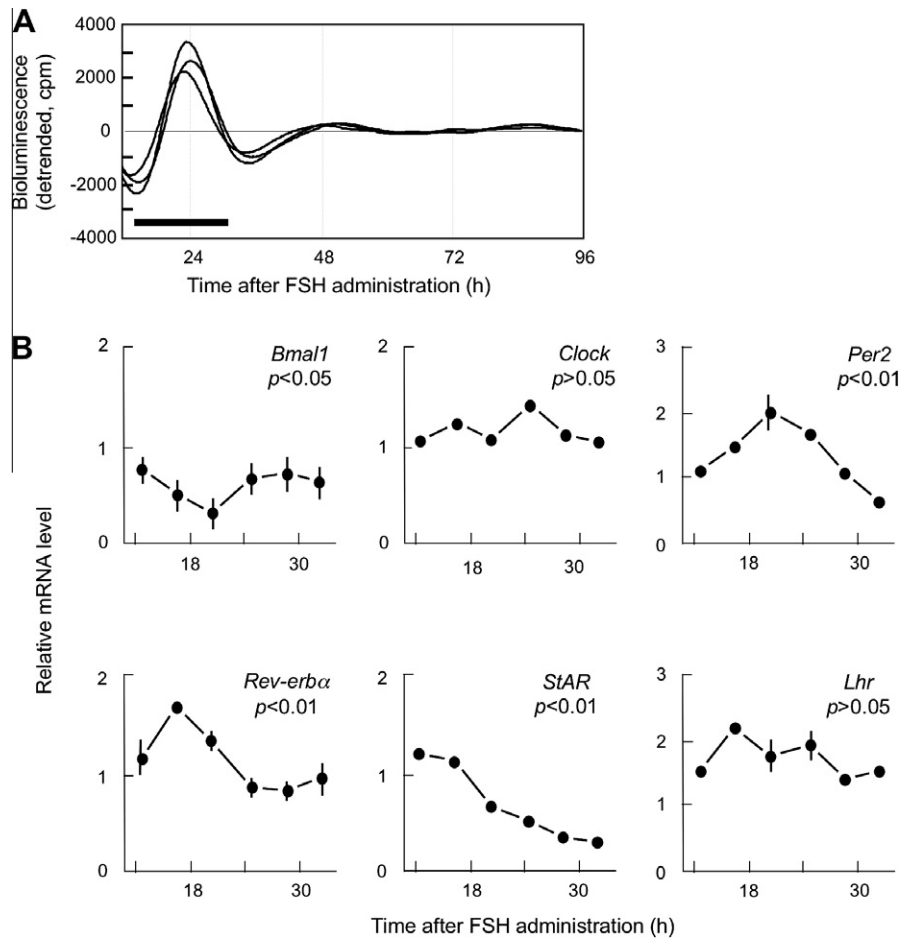 A
Bioluminescence
(detrended, cpm)
4000
2000
0
-2000
-4000
24
48
72
96
Time after FSH administration (h)
B
Relative mRNA level
2
1
0
18
30
Bmal1
p<0.05
2
1
0
18
30
Clock
p>0.05
3
2
1
0
18
30
Per2
p<0.01
2
1
0
18
30
Rev-erbα
p<0.01
2
1
0
18
30
StAR
p<0.01
3
2
1
0
18
30
Lhr
p>0.05
Time after FSH administration (h)